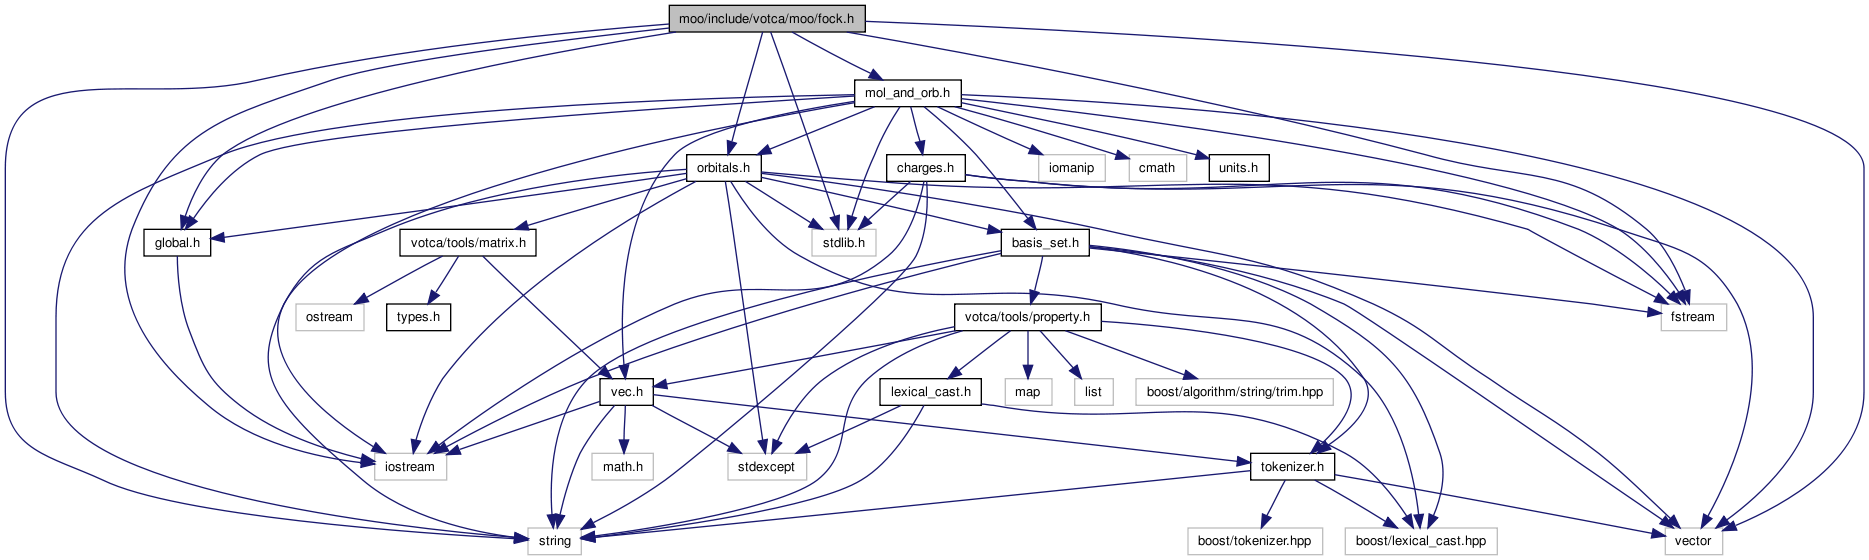 moo/include/votca/moo/fock.h
mol_and_orb.h
orbitals.h
charges.h
iomanip
cmath
units.h
global.h
votca/tools/matrix.h
stdlib.h
basis_set.h
ostream
types.h
votca/tools/property.h
fstream
vec.h
lexical_cast.h
map
list
boost/algorithm/string/trim.hpp
iostream
math.h
stdexcept
tokenizer.h
string
boost/tokenizer.hpp
boost/lexical_cast.hpp
vector